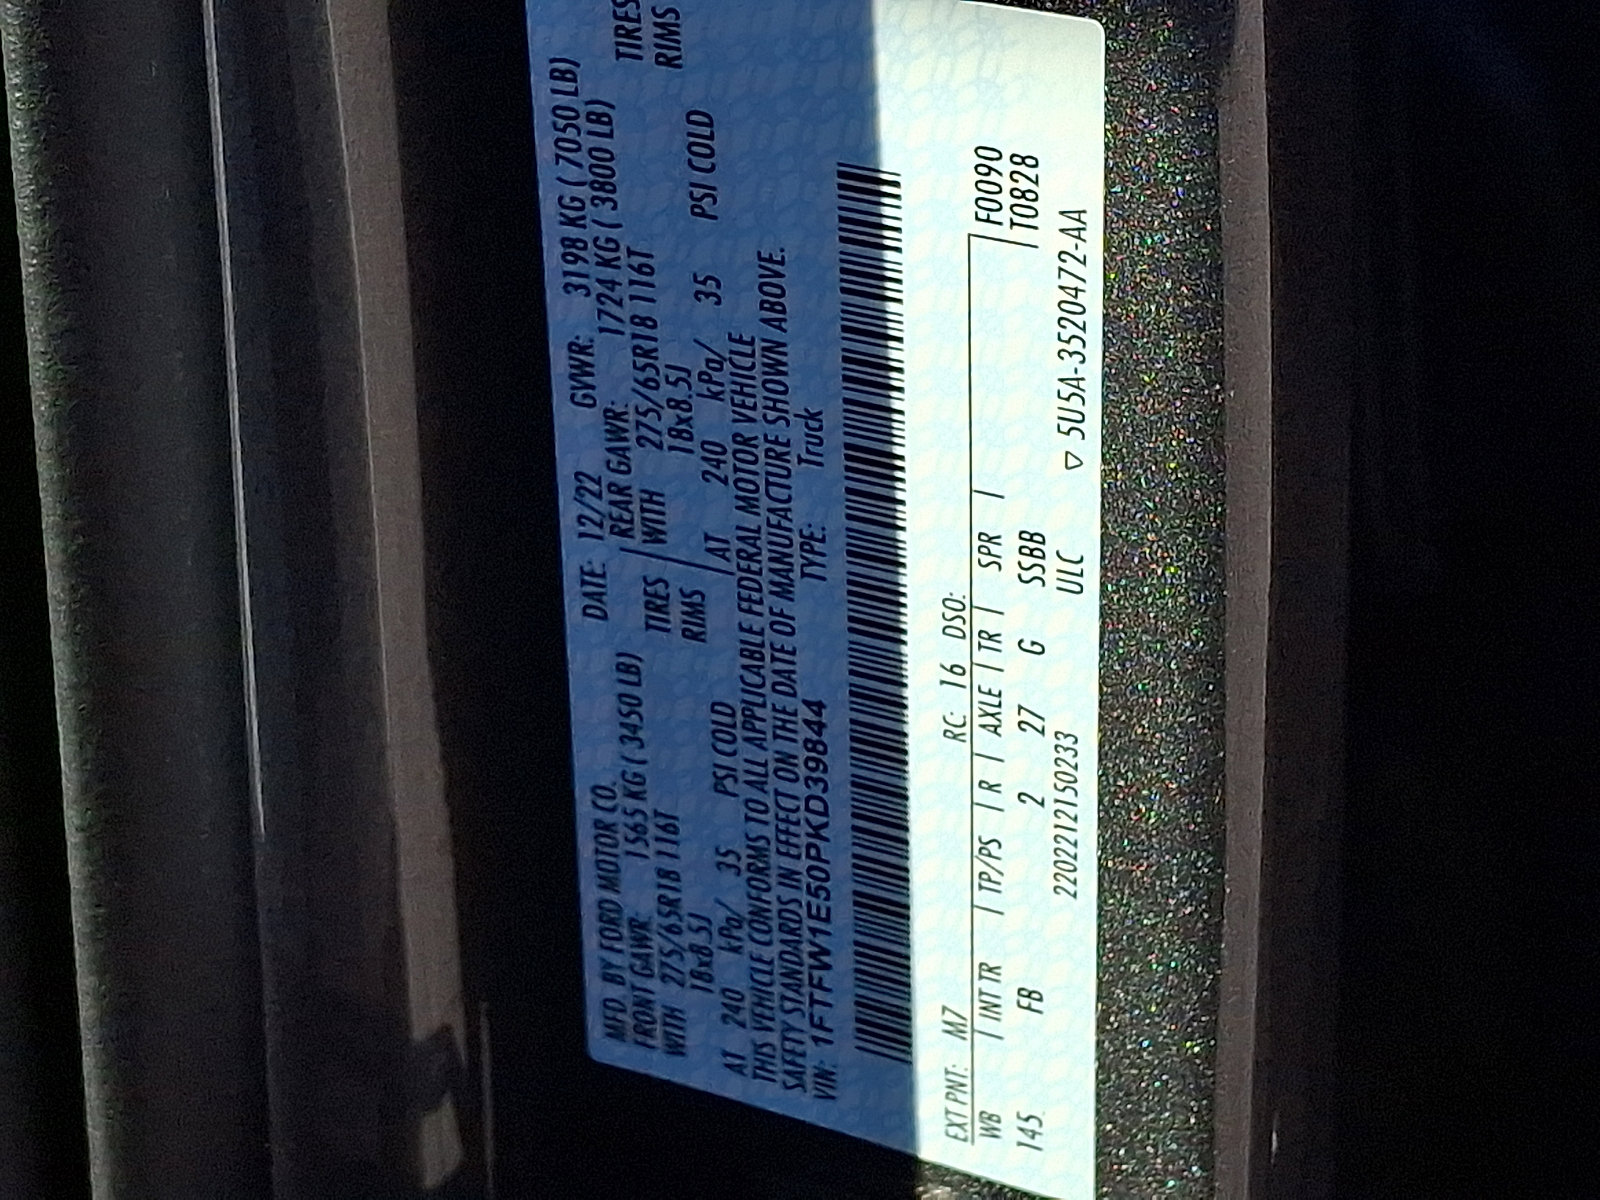 MFD. BY FORD MOTOR CO. DATE: 12/22 GVWR: 3198 KG ( 7050 LB)
FRONT GAWR: 1565 KG ( 3450 LB) REAR GAWR: 1724 KG ( 3800 LB)
WITH 275/65R18 116T TIRES WITH 275/65R18 116T TIRES
18x8.5J RIMS 18x8.5J RIMS
AT 240 kPa/ 35 PSI COLD AT 240 kPa/ 35 PSI COLD
THIS VEHICLE CONFORMS TO ALL APPLICABLE FEDERAL MOTOR VEHICLE
SAFETY STANDARDS IN EFFECT ON THE DATE OF MANUFACTURE SHOWN ABOVE.
VIN: 1FTFW1E50PKD39844 TYPE: Truck
EXT PNT: M7 RC: 16 DSO:
WB | INT TR | TP/PS | R | AXLE | TR | SPR | F0090
145 FB 2 27 G SSBB T0828
220221215023​3 ULC ▽ 5U5A-3520472-AA